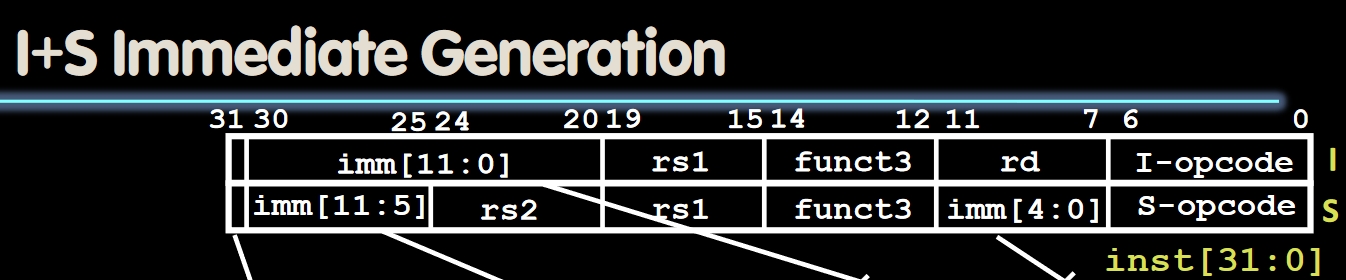 I+S Immediate Generation
31 30 25 24 20 19 15 14 12 11 7 6 0
imm[11:0] rs1 funct3 rd I-opcode I
imm[11:5] rs2 rs1 funct3 imm[4:0] S-opcode S
inst[31:0]